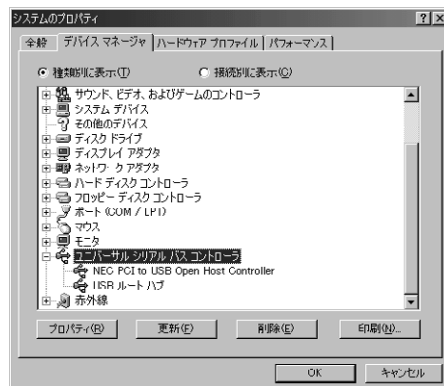 システムのプロパティ
全般 デバイス マネージャ ハードウェア プロファイル パフォーマンス
種類別に表示(T) 接続別に表示(C)
サウンド、ビデオ、およびゲームのコントローラ
システム デバイス
その他のデバイス
ディスク ドライブ
ディスプレイ アダプタ
ネットワーク アダプタ
ハード ディスク コントローラ
フロッピー ディスク コントローラ
ポート (COM / LPT)
マウス
モニタ
ユニバーサル シリアル バス コントローラ
NEC PCI to USB Open Host Controller
USB ルート ハブ
赤外線
プロパティ(R) 更新(F) 削除(E) 印刷(N)...
OK キャンセル